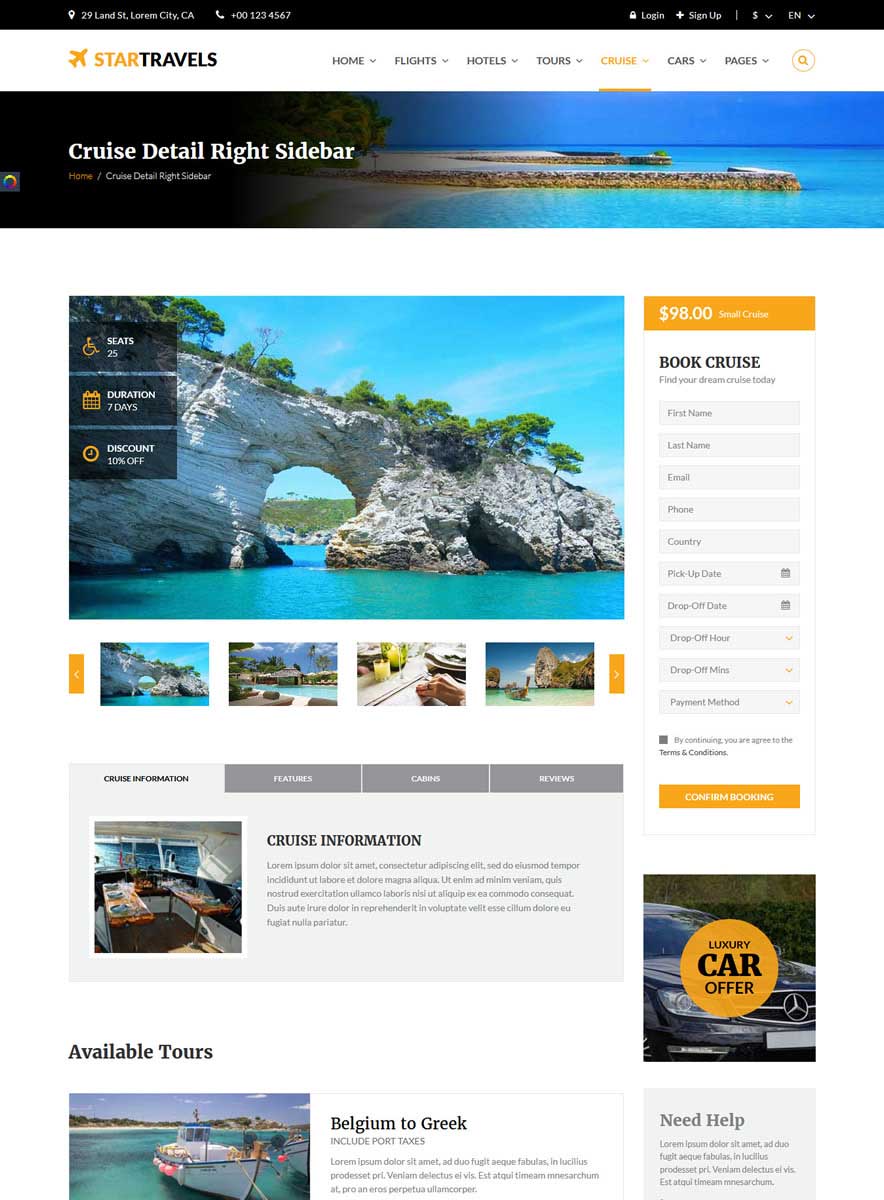 29 Land St, Lorem City, CA
+00 123 4567
Login
Sign Up
$
EN
STARTRAVELS
HOME
FLIGHTS
HOTELS
TOURS
CRUISE
CARS
PAGES
Cruise Detail Right Sidebar
Home / Cruise Detail Right Sidebar
SEATS
25
DURATION
7 DAYS
DISCOUNT
10% OFF
$98.00 Small Cruise
BOOK CRUISE
Find your dream cruise today
First Name
Last Name
Email
Phone
Country
Pick-Up Date
Drop-Off Date
Drop-Off Hour
Drop-Off Mins
Payment Method
By continuing, you are agree to the
Terms & Conditions.
CONFIRM BOOKING
CRUISE INFORMATION
FEATURES
CABINS
REVIEWS
CRUISE INFORMATION
Lorem ipsum dolor sit amet, consectetur adipiscing elit, sed do eiusmod tempor
incididunt ut labore et dolore magna aliqua. Ut enim ad minim veniam, quis
nostrud exercitation ullamco laboris nisi ut aliquip ex ea commodo consequat.
Duis aute irure dolor in reprehenderit in voluptate velit esse cillum dolore eu
fugiat nulla pariatur.
LUXURY
CAR
OFFER
Available Tours
Belgium to Greek
INCLUDE PORT TAXES
Lorem ipsum dolor sit amet, ad duo fugit aeque fabulas, in lucilius
prodesset pri. Veniam delectus ei vis. Est atqui timeam mnesarchum
at, pro an eros perpetua ullamcorper.
Need Help
Lorem ipsum dolor sit amet, ad duo
fugit aeque fabulas, in lucilius
prodesset pri. Veniam delectus ei vis.
Est atqui timeam mnesarchum